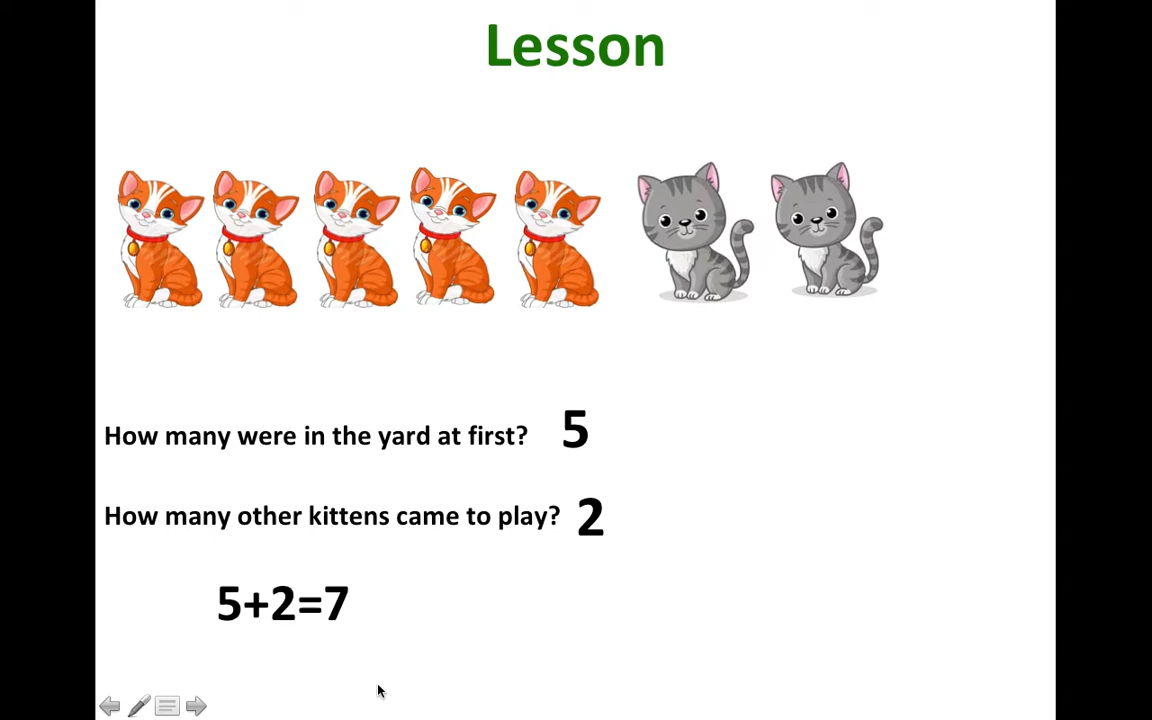 Lesson
How many were in the yard at first? 5
How many other kittens came to play? 2
5+2=7